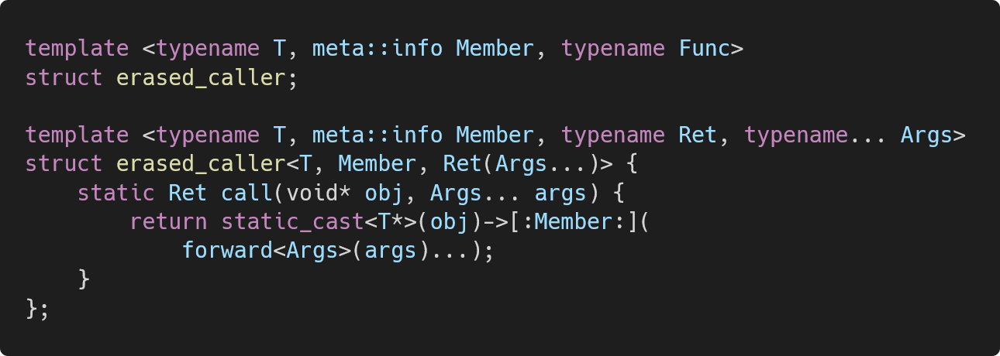 template <typename T, meta::info Member, typename Func>
struct erased_caller;

template <typename T, meta::info Member, typename Ret, typename... Args>
struct erased_caller<T, Member, Ret(Args...)> {
    static Ret call(void* obj, Args... args) {
        return static_cast<T*>(obj)->[:Member:](
            forward<Args>(args)...);
    }
};